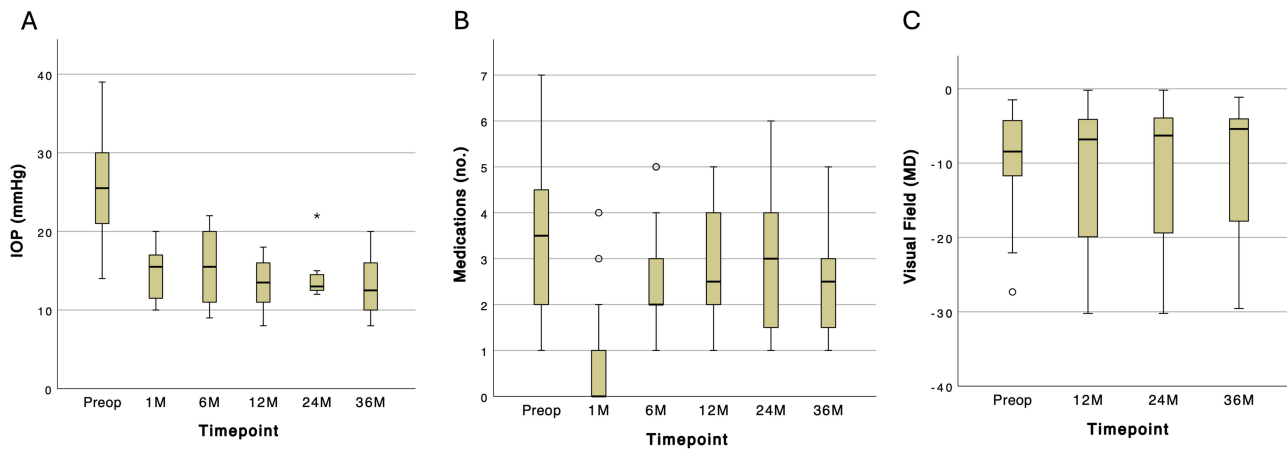 A
IOP (mmHg)
40
30
20
10
0
Preop 1M 6M 12M 24M 36M
Timepoint
*
B
Medications (no.)
7
6
5
4
3
2
1
0
Preop 1M 6M 12M 24M 36M
Timepoint
C
Visual Field (MD)
0
-10
-20
-30
-40
Preop 12M 24M 36M
Timepoint